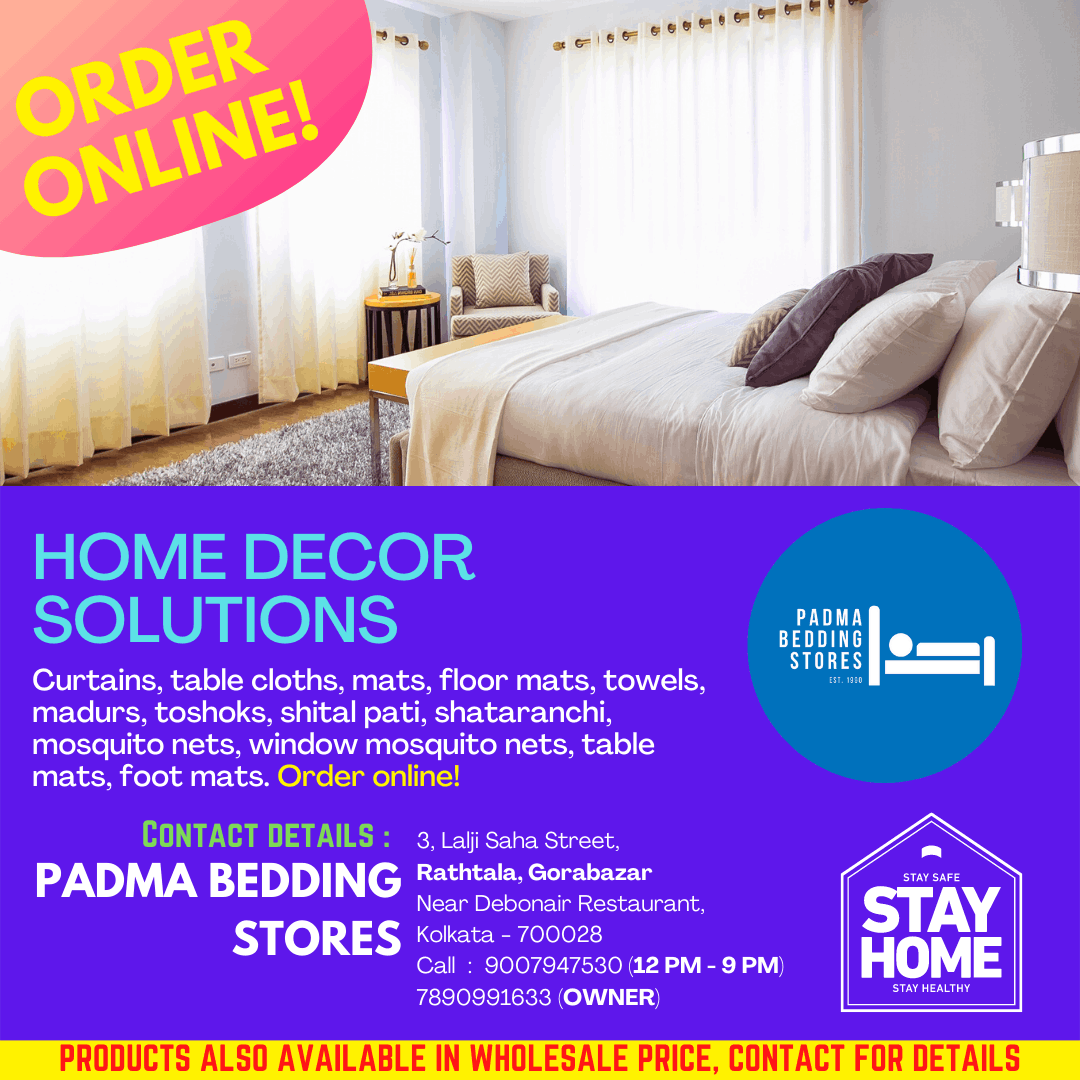 ORDER
ONLINE!
HOME DECOR
SOLUTIONS
Curtains, table cloths, mats, floor mats, towels,
madurs, toshoks, shital pati, shataranchi,
mosquito nets, window mosquito nets, table
mats, foot mats. Order online!
PADMA
BEDDING
STORES
EST. 1990
CONTACT DETAILS :
PADMA BEDDING
STORES
3, Lalji Saha Street,
Rathtala, Gorabazar
Near Debonair Restaurant,
Kolkata - 700028
Call : 9007947530 (12 PM - 9 PM)
7890991633 (OWNER)
STAY SAFE
STAY
HOME
STAY HEALTHY
PRODUCTS ALSO AVAILABLE IN WHOLESALE PRICE, CONTACT FOR DETAILS